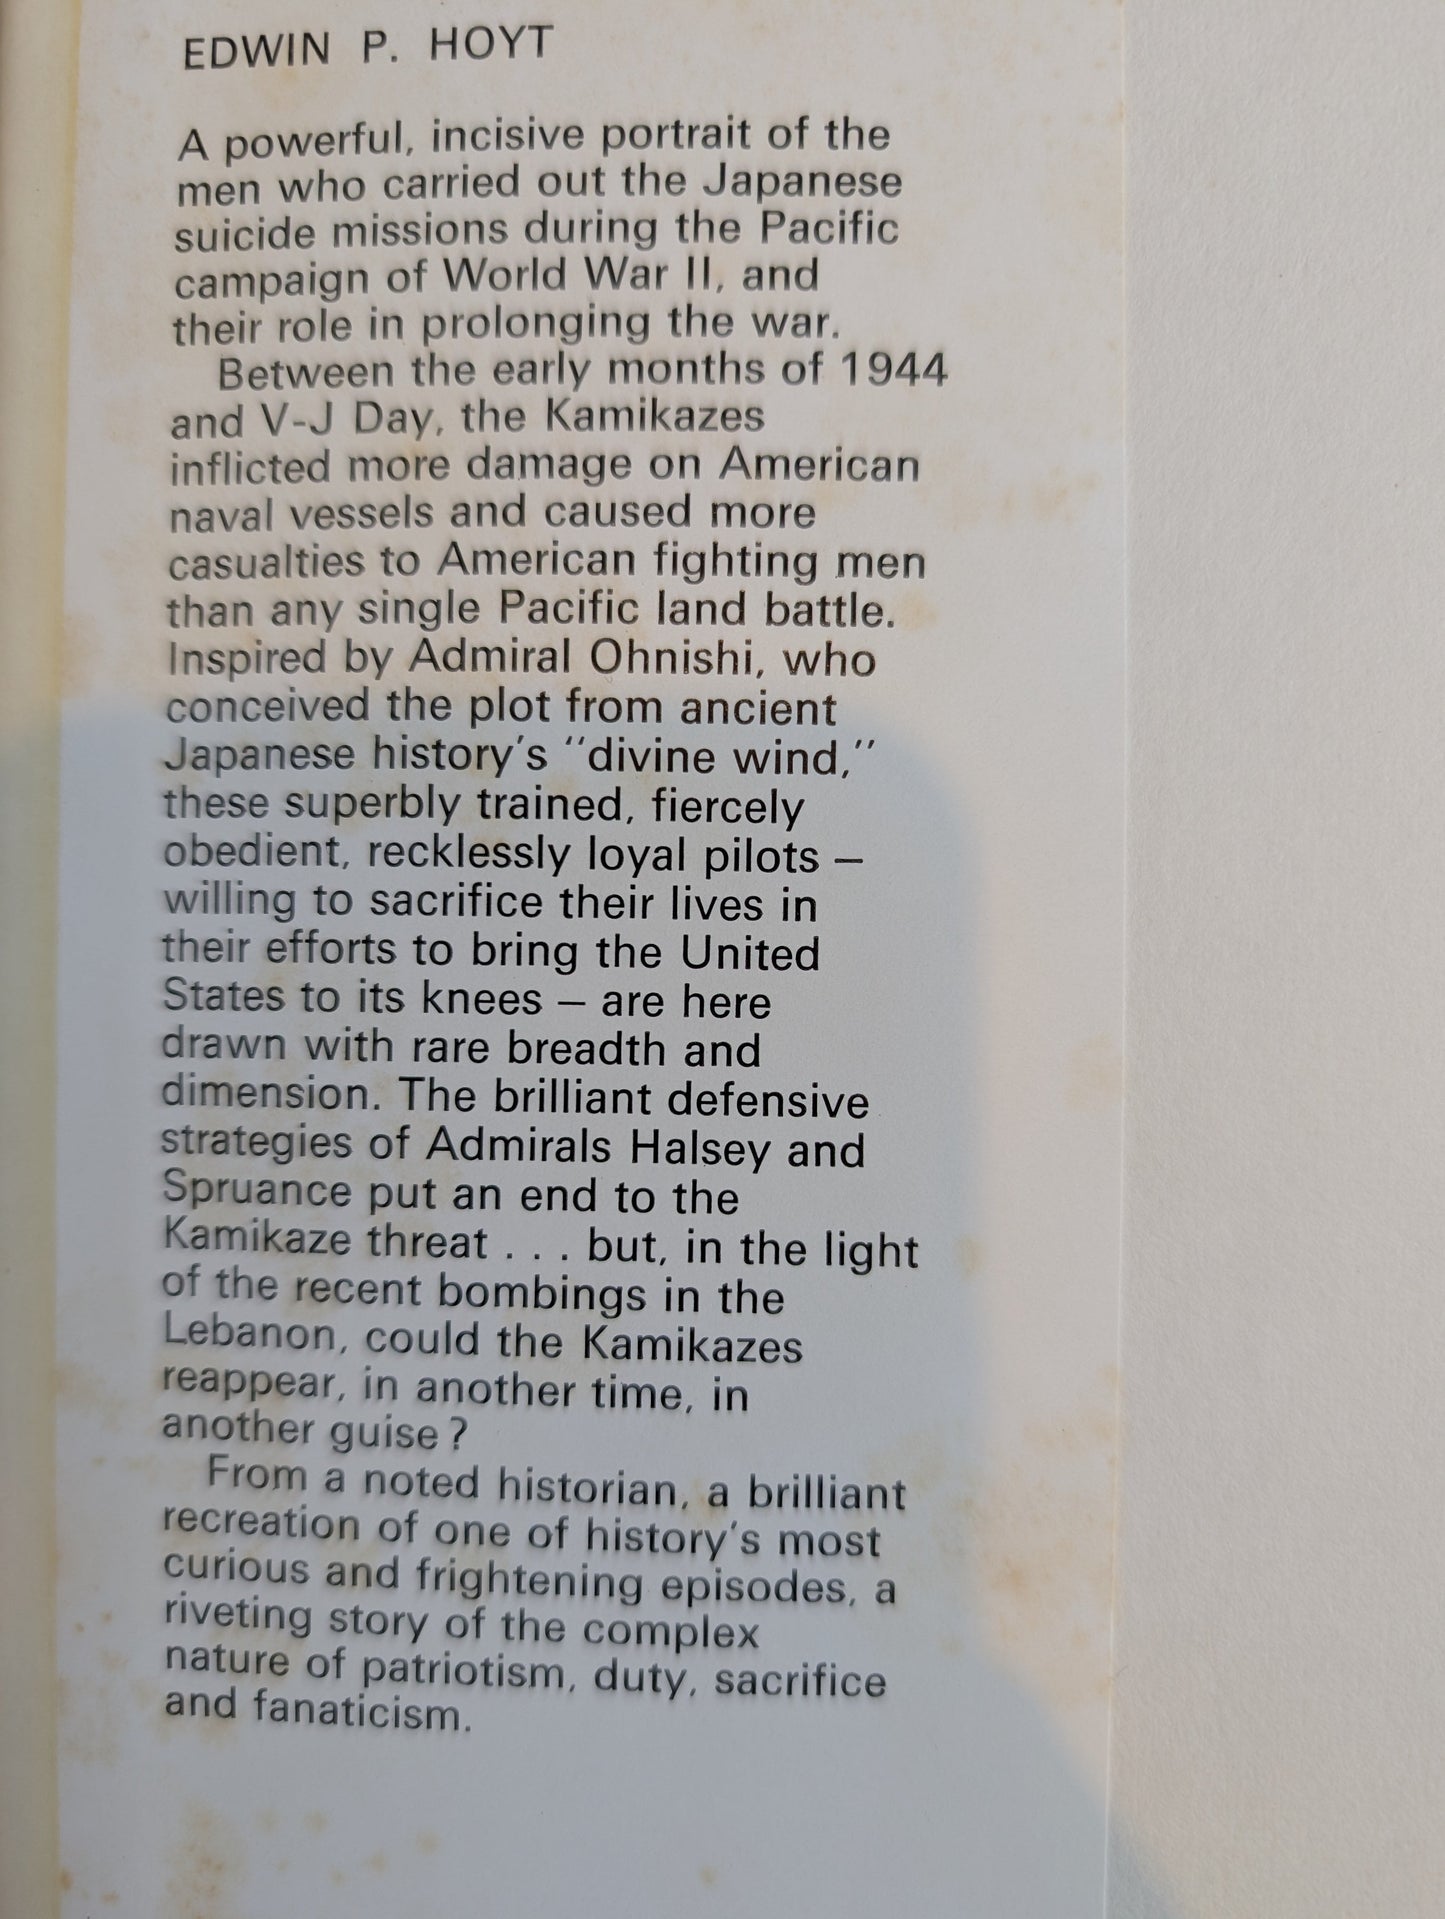 EDWIN P. HOYT
A powerful, incisive portrait of the
men who carried out the Japanese
suicide missions during the Pacific
campaign of World War II, and
their role in prolonging the war.
Between the early months of 1944
and V-J Day, the Kamikazes
inflicted more damage on American
naval vessels and caused more
casualties to American fighting men
than any single Pacific land battle.
Inspired by Admiral Ohnishi, who
conceived the plot from ancient
Japanese history's "divine wind,"
these superbly trained, fiercely
obedient, recklessly loyal pilots –
willing to sacrifice their lives in
their efforts to bring the United
States to its knees – are here
drawn with rare breadth and
dimension. The brilliant defensive
strategies of Admirals Halsey and
Spruance put an end to the
Kamikaze threat . . . but, in the light
of the recent bombings in the
Lebanon, could the Kamikazes
reappear, in another time, in
another guise?
From a noted historian, a brilliant
recreation of one of history's most
curious and frightening episodes, a
riveting story of the complex
nature of patriotism, duty, sacrifice
and fanaticism.